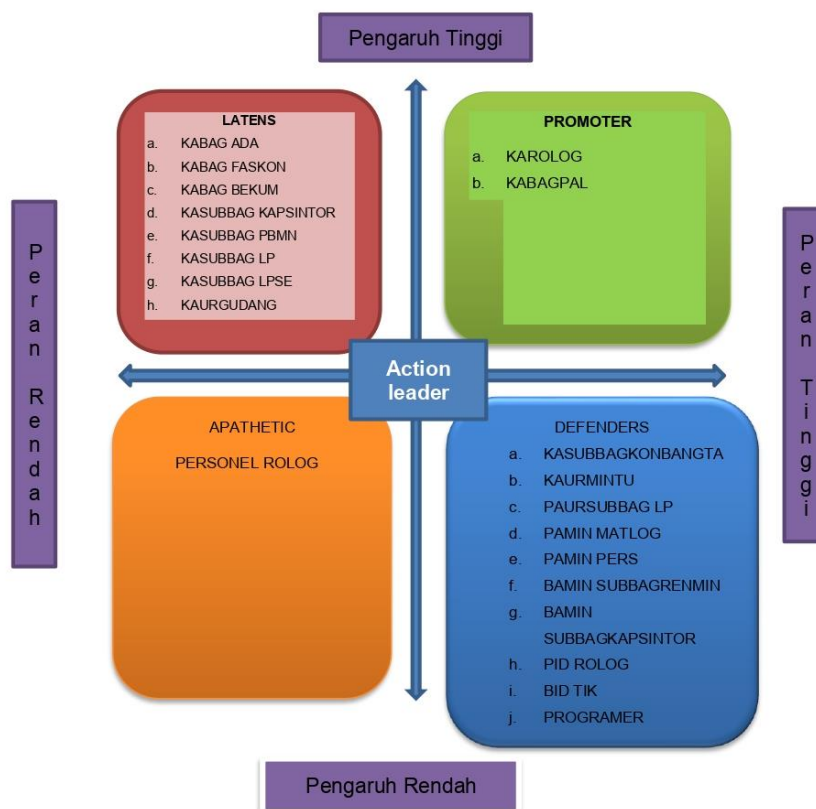 Pengaruh Tinggi
LATENS
a. KABAG ADA
b. KABAG FASKON
c. KABAG BEKUM
d. KASUBBAG KAPSINTOR
e. KASUBBAG PBMN
f. KASUBBAG LP
g. KASUBBAG LPSE
h. KAURGUDANG
PROMOTER
a. KAROLOG
b. KABAGPAL
Peran Rendah
Action
leader
Peran Tinggi
APATHETIC
PERSONEL ROLOG
DEFENDERS
a. KASUBBAGKONBANGTA
b. KAURMINTU
c. PAURSUBBAG LP
d. PAMIN MATLOG
e. PAMIN PERS
f. BAMIN SUBBAGRENMIN
g. BAMIN
SUBBAGKAPSINTOR
h. PID ROLOG
i. BID TIK
j. PROGRAMER
Pengaruh Rendah